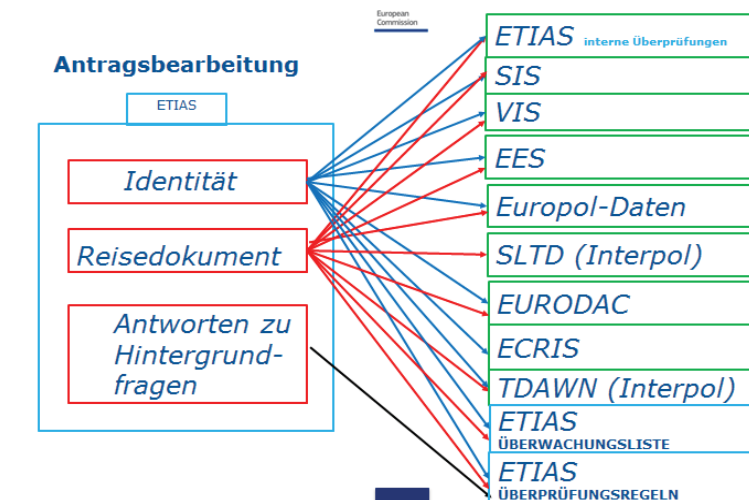 European
Commission
Antragsbearbeitung
ETIAS
Identität
Reisedokument
Antworten zu
Hintergrund-
fragen
ETIAS interne Überprüfungen
SIS
VIS
EES
Europol-Daten
SLTD (Interpol)
EURODAC
ECRIS
TDAWN (Interpol)
ETIAS
ÜBERWACHUNGSLISTE
ETIAS
ÜBERPRÜFUNGSREGELN